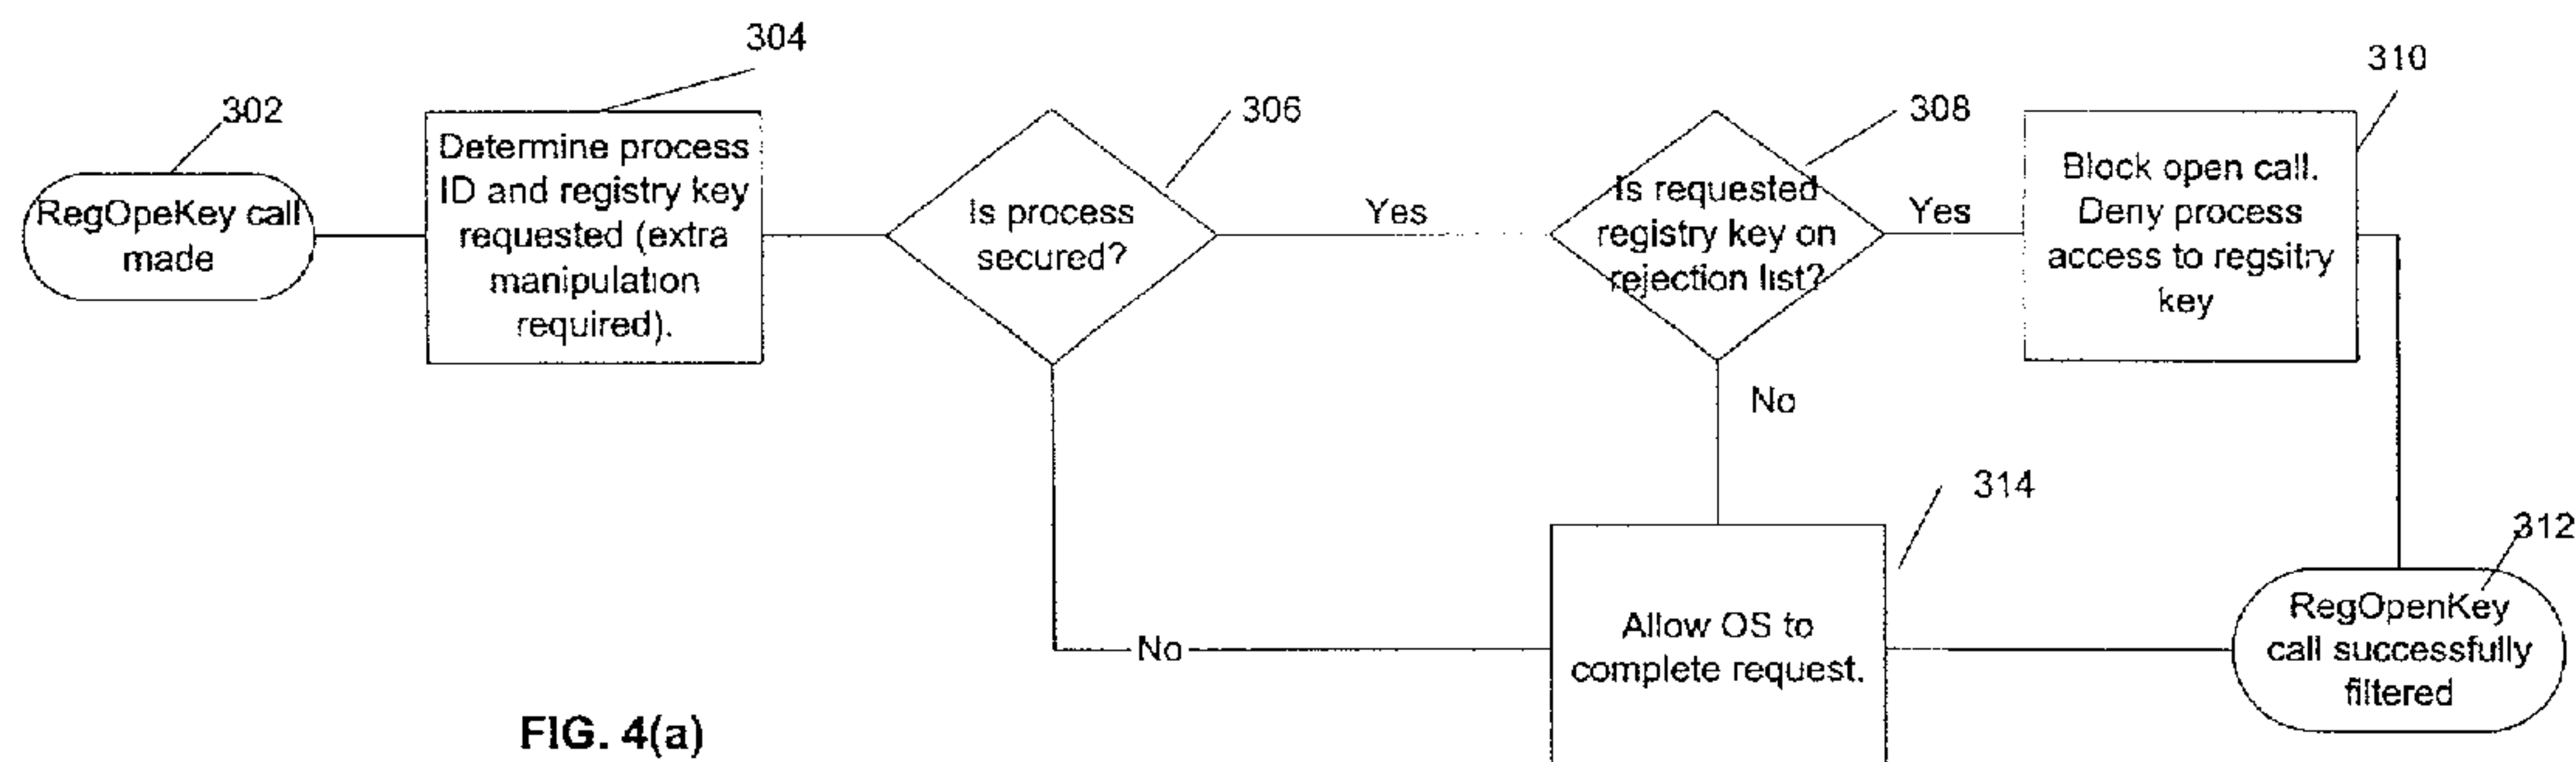 304
302
Determine process
ID and registry key
requested (extra
manipulation
required).
RegOpeKey call
made
306
Is process
secured?
Yes
308
Is requested
registry key on
rejection list?
Yes
310
Block open call.
Deny process
access to regsitry
key
No
314
312
No
Allow OS to
complete request.
RegOpenKey
call successfully
filtered
FIG. 4(a)